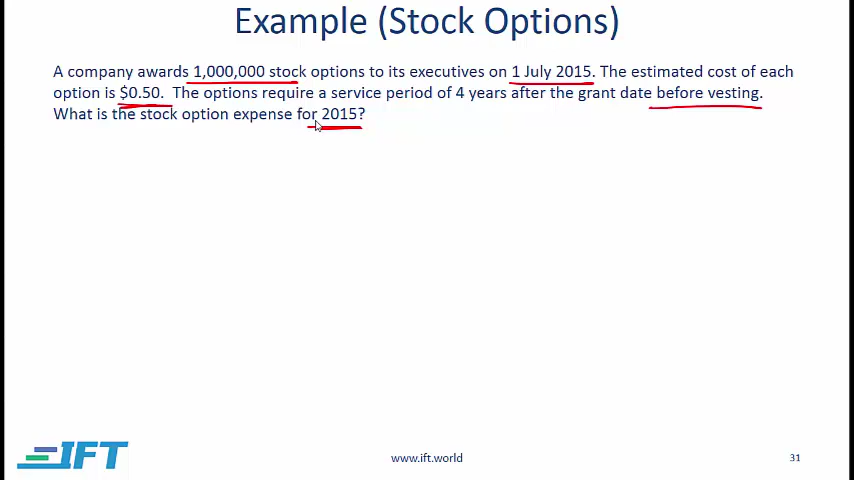 Example (Stock Options)
A company awards 1,000,000 stock options to its executives on 1 July 2015. The estimated cost of each
option is $0.50. The options require a service period of 4 years after the grant date before vesting.
What is the stock option expense for 2015?
IFT
www.ift.world
31